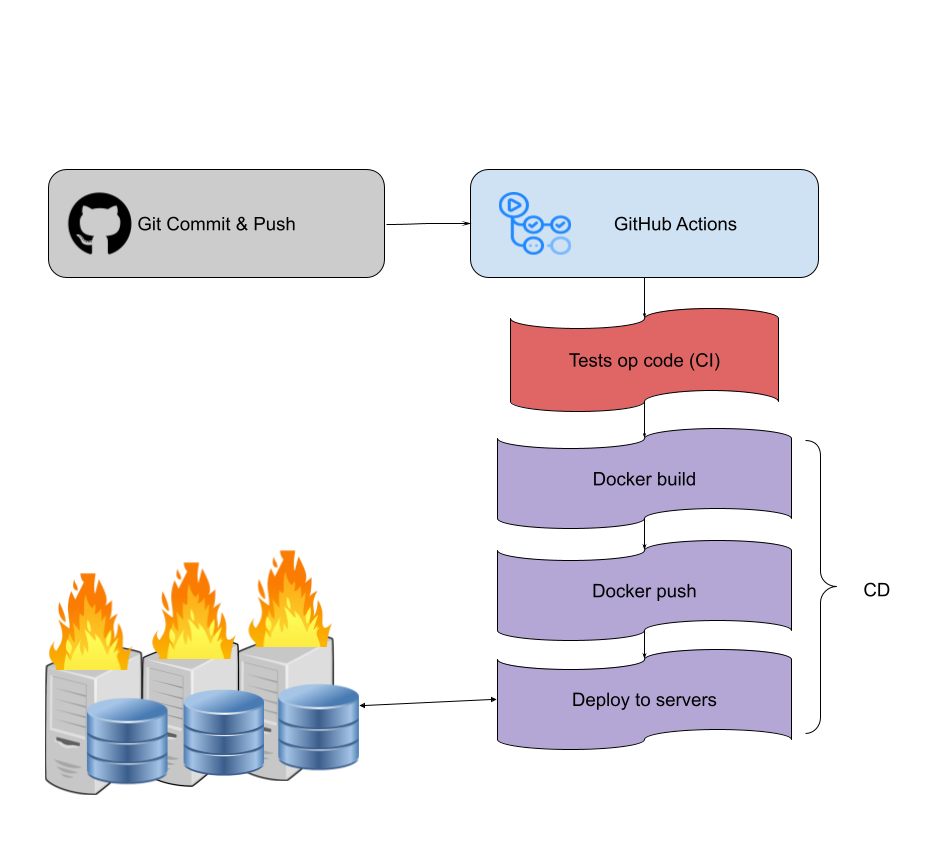 Git Commit & Push
GitHub Actions
Tests op code (CI)
Docker build
Docker push
CD
Deploy to servers